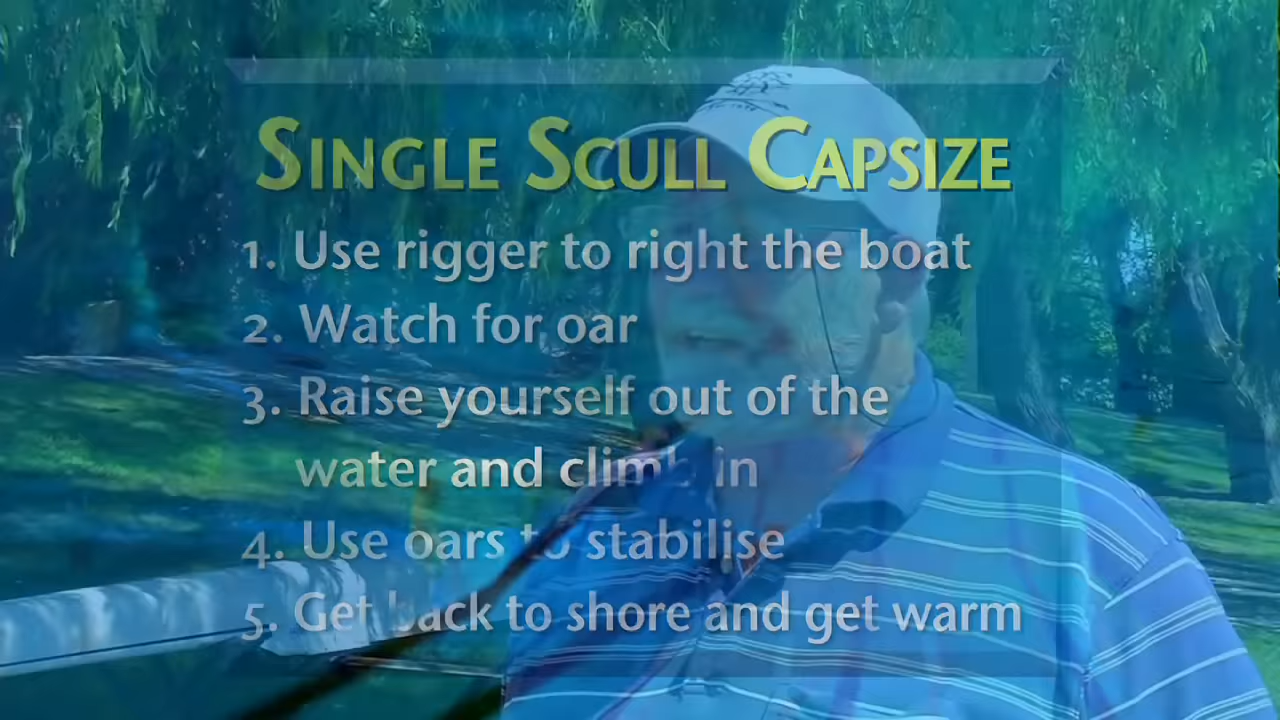 SINGLE SCULL CAPSIZE
1. Use rigger to right the boat
2. Watch for oar
3. Raise yourself out of the
water and climb in
4. Use oars to stabilise
5. Get back to shore and get warm